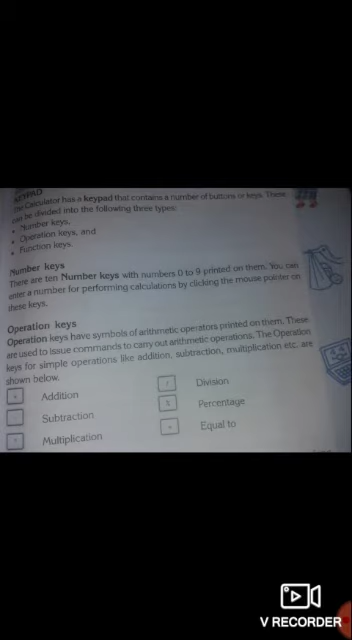 KEYPAD
The Calculator has a keypad that contains a number of buttons or keys. These
can be divided into the following three types:
• Number keys,
• Operation keys, and
• Function keys.
Number keys
There are ten Number keys with numbers 0 to 9 printed on them. You can
enter a number for performing calculations by clicking the mouse pointer on
these keys.
Operation keys
Operation keys have symbols of arithmetic operators printed on them. These
are used to issue commands to carry out arithmetic operations. The Operation
keys for simple operations like addition, subtraction, multiplication etc. are
shown below.
Addition
Division
Subtraction
Percentage
Multiplication
Equal to
V RECORDER